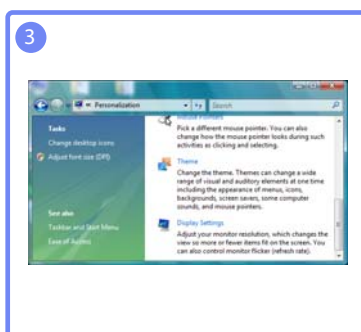 3
« Personalization
Search
Tasks
Change desktop icons
Adjust font size (DPI)
See also
Taskbar and Start Menu
Ease of Access
Mouse Pointers
Pick a different mouse pointer. You can also
change how the mouse pointer looks during such
activities as clicking and selecting.
Theme
Change the theme. Themes can change a wide
range of visual and auditory elements at one time
including the appearance of menus, icons,
backgrounds, screen savers, some computer
sounds, and mouse pointers.
Display Settings
Adjust your monitor resolution, which changes the
view so more or fewer items fit on the screen. You
can also control monitor flicker (refresh rate).